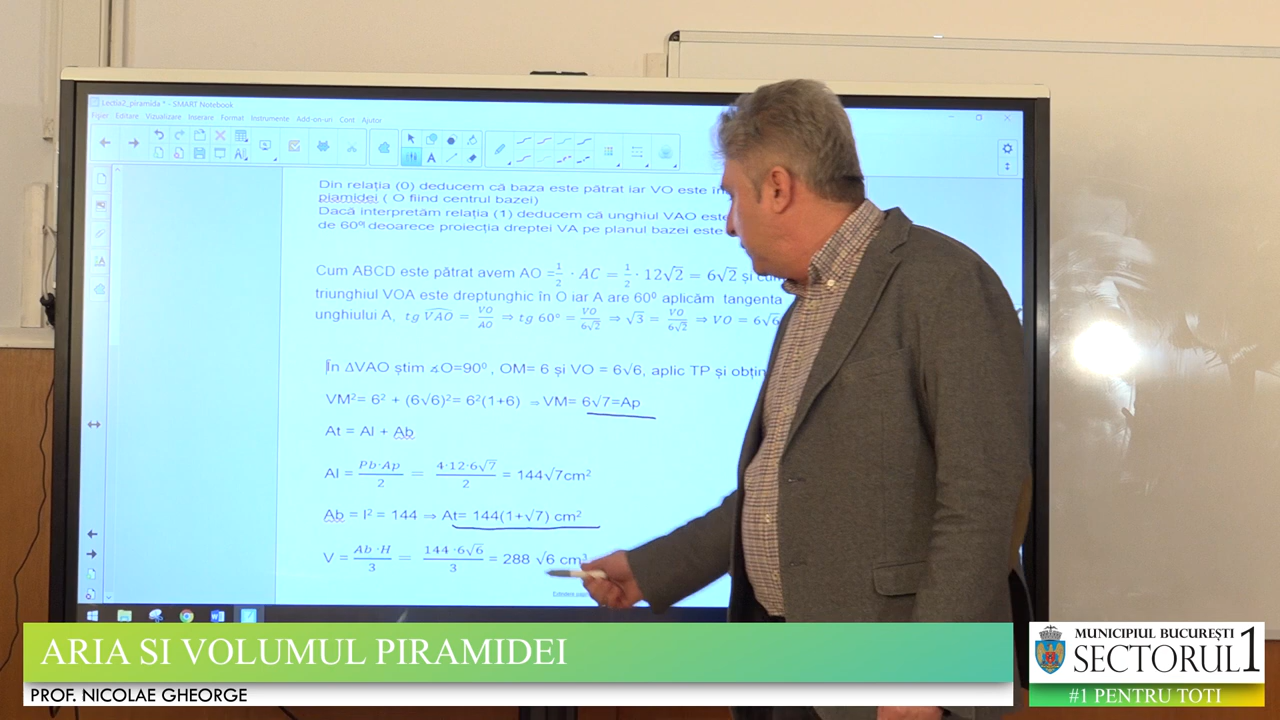 Lectia2_piramida * - SMART Notebook
Fișier Editare Vizualizare Inserare Format Instrumente Add-on-uri Cont Ajutor
Din relația (0) deducem că baza este pătrat iar VO este în
piamidei ( O fiind centrul bazei)
Dacă interpretăm relația (1) deducem că unghiul VAO este
de 60⁰ deoarece proiecția dreptei VA pe planul bazei este
Cum ABCD este pătrat avem AO =1/2 · AC = 1/2 · 12√2 = 6√2 și cum
triunghiul VOA este dreptunghic în O iar A are 60⁰ aplicăm tangenta
unghiului A, tg VAO = VO/AO ⇒ tg 60° = VO/6√2 ⇒ √3 = VO/6√2 ⇒ VO = 6√6
În ΔVAO știm ∡O=90⁰ , OM= 6 și VO = 6√6, aplic TP și obțin
VM²= 6² + (6√6)²= 6²(1+6) ⇒ VM= 6√7=Ap
At = Al + Ab
Al = Pb·Ap/2 = 4·12·6√7/2 = 144√7cm²
Ab = l² = 144 ⇒ At= 144(1+√7) cm²
V = Ab·H/3 = 144·6√6/3 = 288 √6 cm³
ARIA SI VOLUMUL PIRAMIDEI
PROF. NICOLAE GHEORGE
MUNICIPIUL BUCUREȘTI
SECTORUL 1
#1 PENTRU TOTI